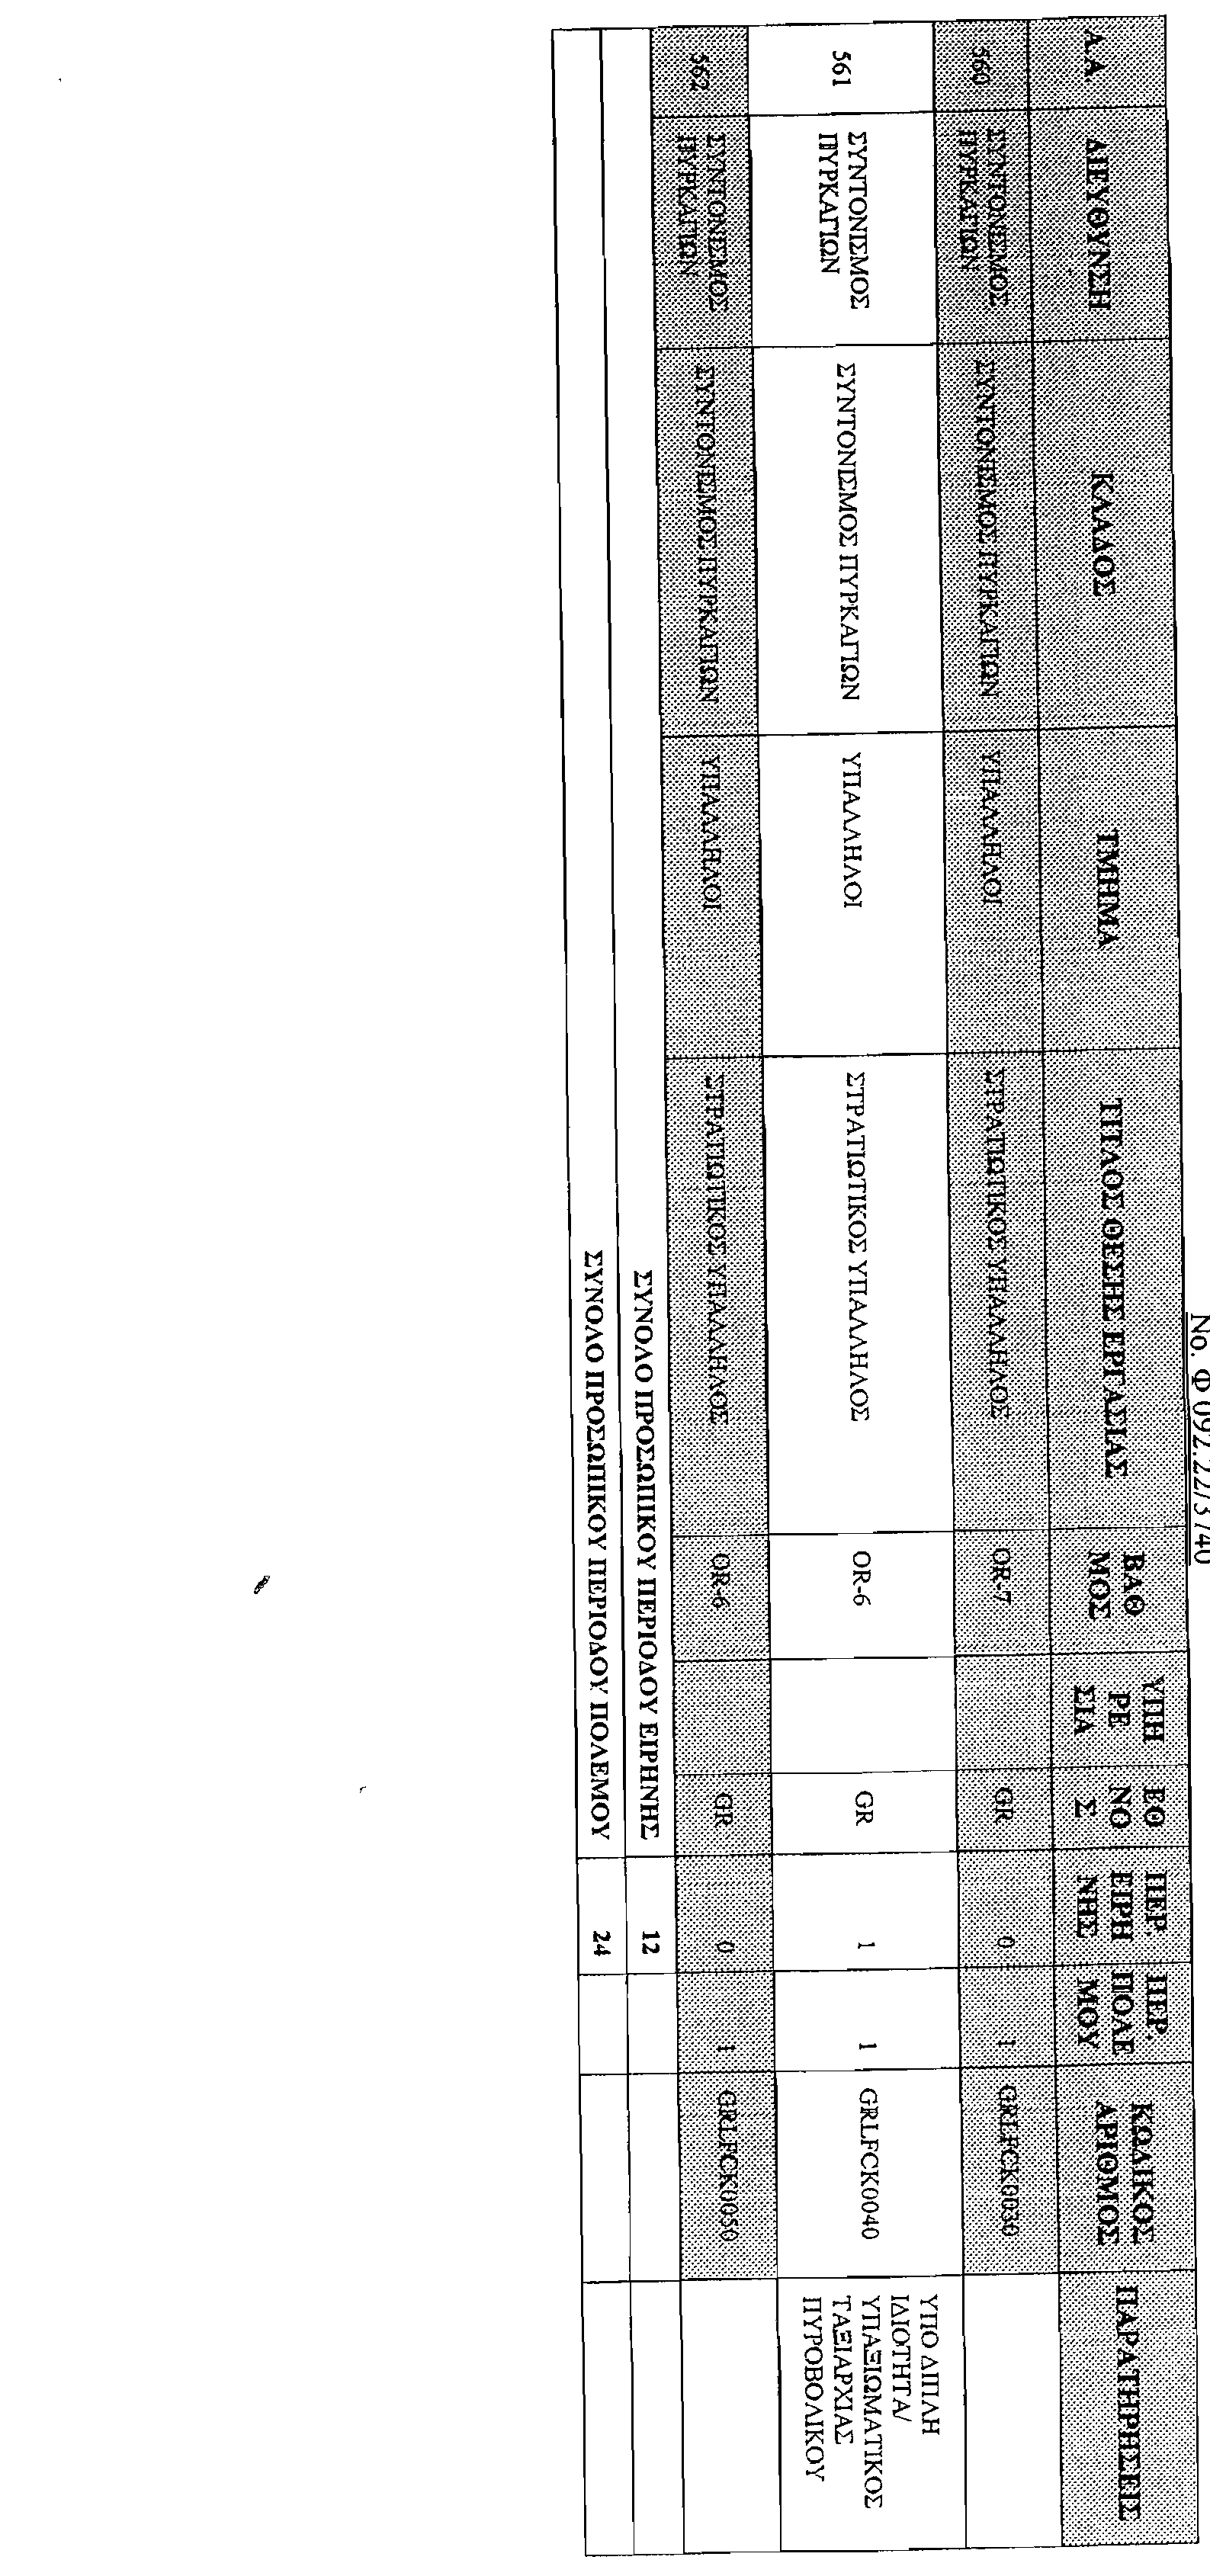 No. Φ 092.22/3740
Α.Α. ΔΙΕΥΘΥΝΣΗ ΚΛΑΔΟΣ ΤΜΗΜΑ ΤΙΤΛΟΣ ΘΕΣΗΣ ΕΡΓΑΣΙΑΣ ΒΑΘ ΜΟΣ ΥΠΗ ΡΕ ΣΙΑ ΕΘ ΝΟ Σ ΠΕΡ. ΕΙΡΗ ΝΗΣ ΠΕΡ. ΠΟΛΕ ΜΟΥ ΚΩΔΙΚΟΣ ΑΡΙΘΜΟΣ ΠΑΡΑΤΗΡΗΣΕΙΣ
560 ΣΥΝΤΟΝΙΣΜΟΣ ΠΥΡΚΑΓΙΩΝ ΣΥΝΤΟΝΙΣΜΟΣ ΠΥΡΚΑΓΙΩΝ ΥΠΑΛΛΗΛΟΙ ΣΤΡΑΤΙΩΤΙΚΟΣ ΥΠΑΛΛΗΛΟΣ OR-7 GR 0 1 GRLFCK0030
561 ΣΥΝΤΟΝΙΣΜΟΣ ΠΥΡΚΑΓΙΩΝ ΣΥΝΤΟΝΙΣΜΟΣ ΠΥΡΚΑΓΙΩΝ ΥΠΑΛΛΗΛΟΙ ΣΤΡΑΤΙΩΤΙΚΟΣ ΥΠΑΛΛΗΛΟΣ OR-6 GR 1 1 GRLFCK0040 ΥΠΟ ΔΙΠΛΗ
ΙΔΙΟΤΗΤΑ/
ΥΠΑΞΙΩΜΑΤΙΚΟΣ
ΤΑΞΙΑΡΧΙΑΣ
ΠΥΡΟΒΟΛΙΚΟΥ
562 ΣΥΝΤΟΝΙΣΜΟΣ ΠΥΡΚΑΓΙΩΝ ΣΥΝΤΟΝΙΣΜΟΣ ΠΥΡΚΑΓΙΩΝ ΥΠΑΛΛΗΛΟΙ ΣΤΡΑΤΙΩΤΙΚΟΣ ΥΠΑΛΛΗΛΟΣ OR-6 GR 0 1 GRLFCK0050
ΣΥΝΟΛΟ ΠΡΟΣΩΠΙΚΟΥ ΠΕΡΙΟΔΟΥ ΕΙΡΗΝΗΣ 12
ΣΥΝΟΛΟ ΠΡΟΣΩΠΙΚΟΥ ΠΕΡΙΟΔΟΥ ΠΟΛΕΜΟΥ 24